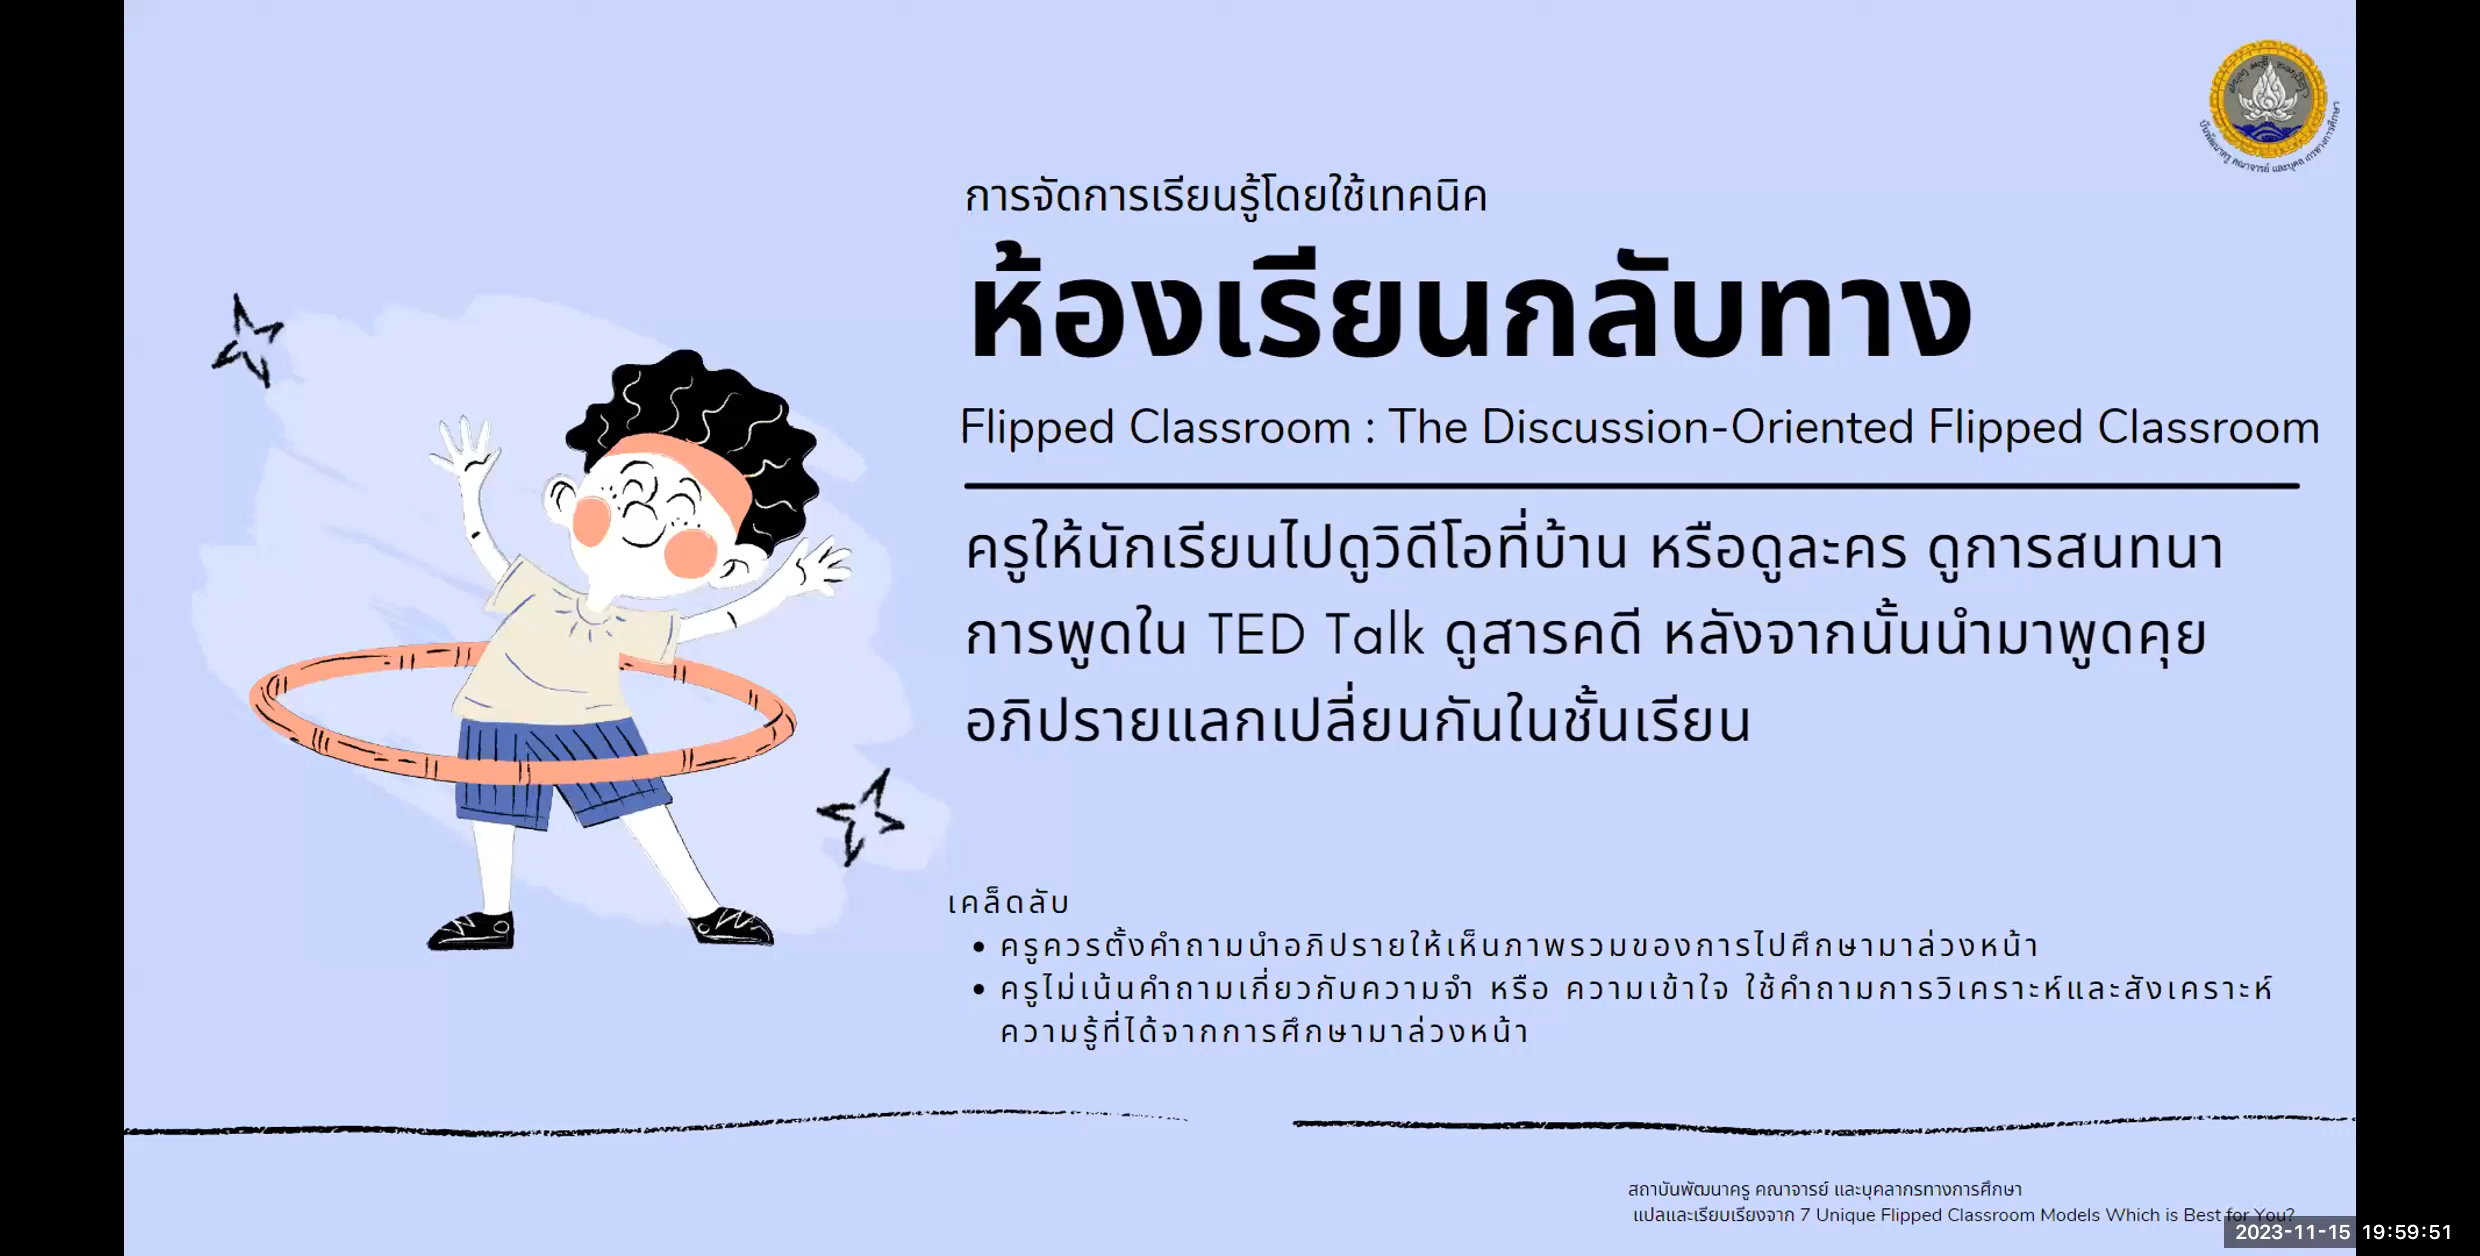 การจัดการเรียนรู้โดยใช้เทคนิค
ห้องเรียนกลับทาง
Flipped Classroom : The Discussion-Oriented Flipped Classroom
ครูให้นักเรียนไปดูวิดีโอที่บ้าน หรือดูละคร ดูการสนทนา
การพูดใน TED Talk ดูสารคดี หลังจากนั้นนำมาพูดคุย
อภิปรายแลกเปลี่ยนกันในชั้นเรียน
เคล็ดลับ
• ครูควรตั้งคำถามนำอภิปรายให้เห็นภาพรวมของการไปศึกษามาล่วงหน้า
• ครูไม่เน้นคำถามเกี่ยวกับความจำ หรือ ความเข้าใจ ใช้คำถามการวิเคราะห์และสังเคราะห์
ความรู้ที่ได้จากการศึกษามาล่วงหน้า
สถาบันพัฒนาครู คณาจารย์ และบุคลากรทางการศึกษา
แปลและเรียบเรียงจาก 7 Unique Flipped Classroom Models Which is Best for You?
2023-11-15 19:59:51